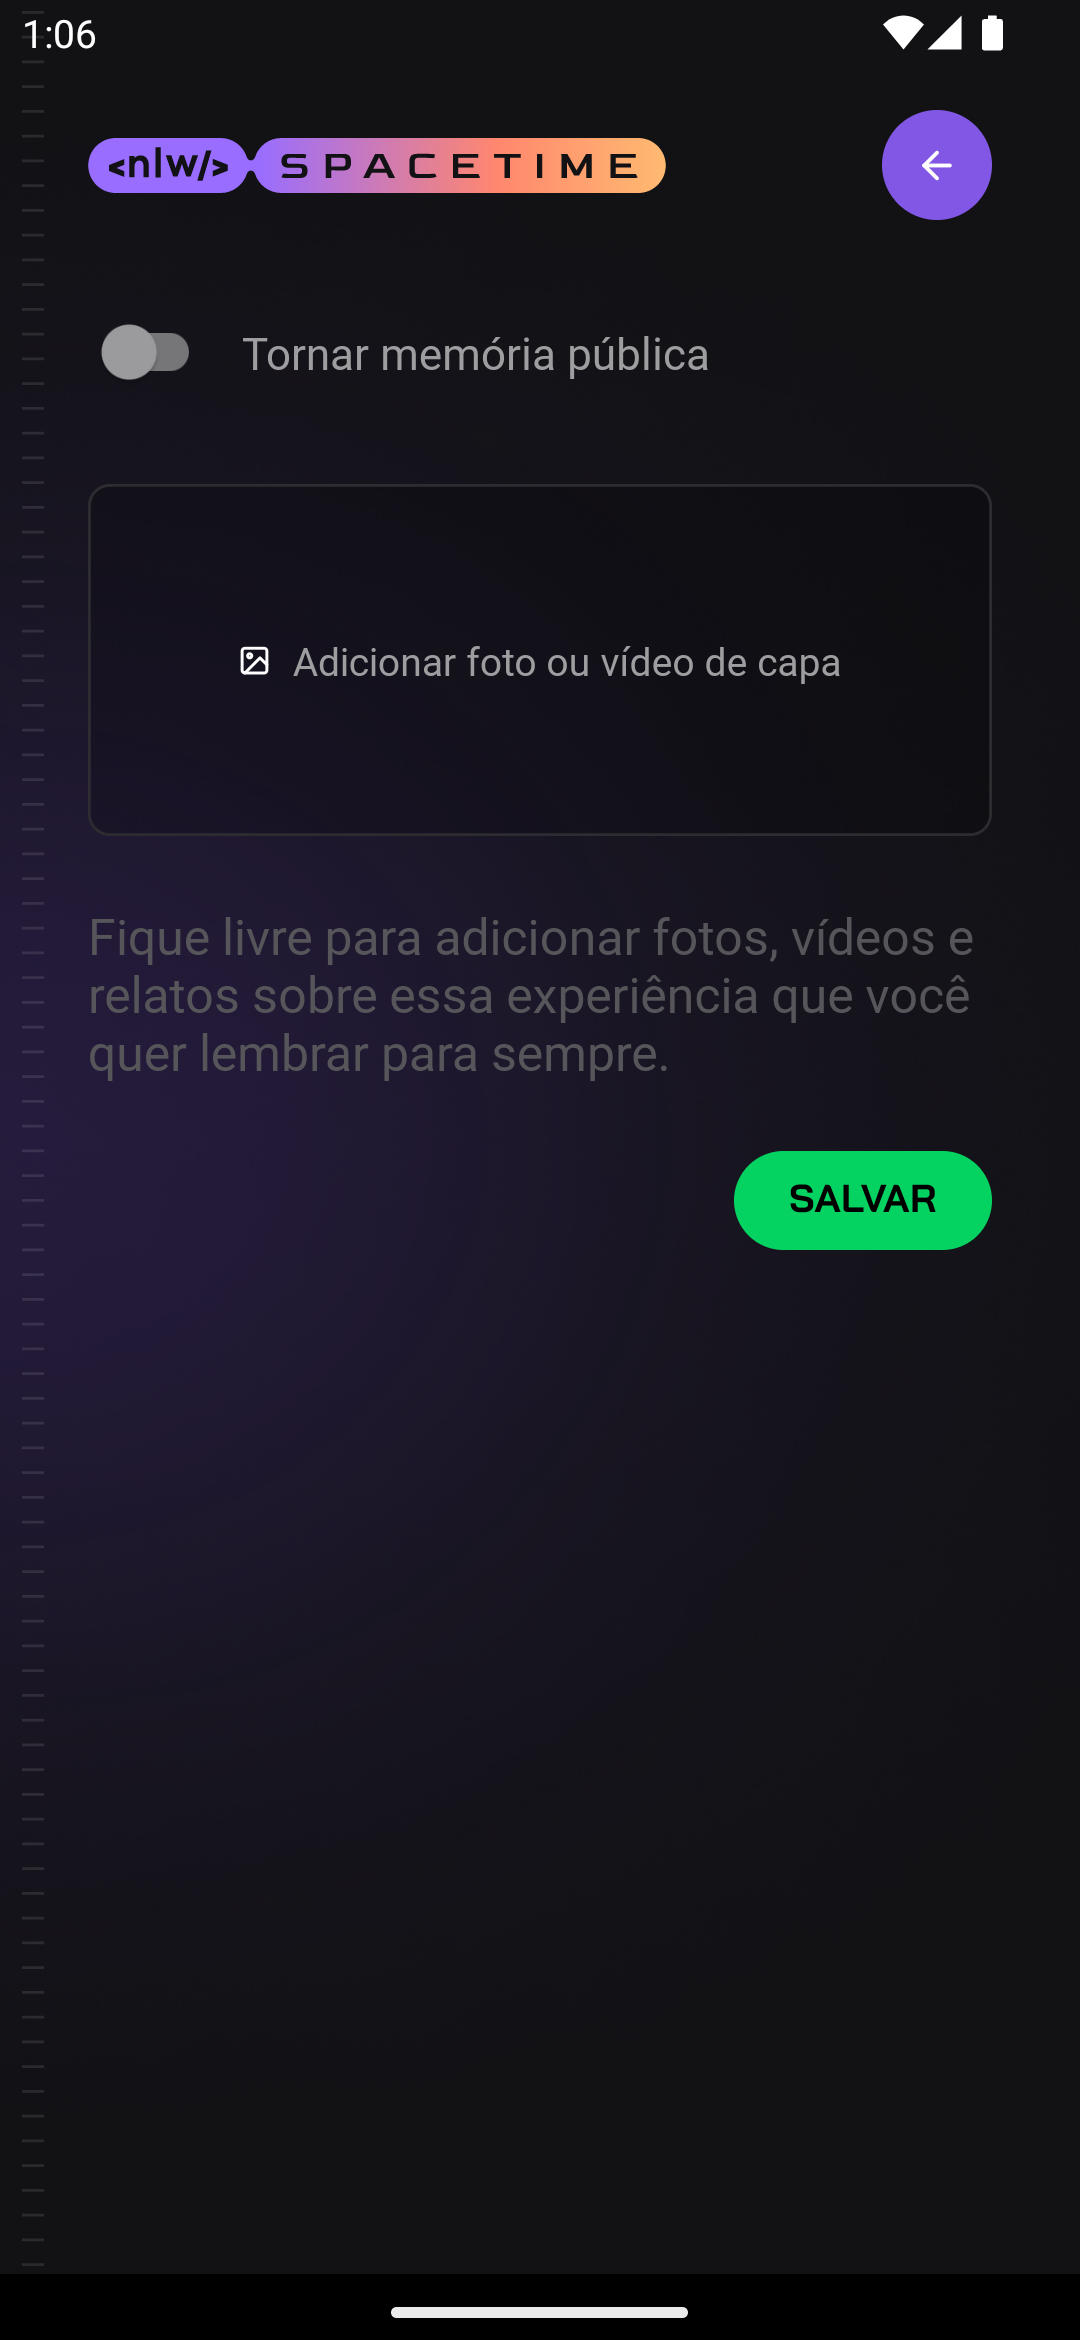 1:06
<nlw/> SPACETIME
Tornar memória pública
Adicionar foto ou vídeo de capa
Fique livre para adicionar fotos, vídeos e
relatos sobre essa experiência que você
quer lembrar para sempre.
SALVAR